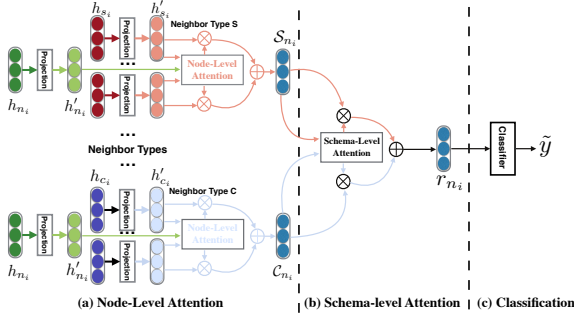 h_{s_i}
h'_{s_i}
Neighbor Type S
Projection
Projection
h_{n_i}
h'_{n_i}
...
Projection
Node-Level
Attention
S_{n_i}
...
Neighbor Types
...
h_{c_i}
h'_{c_i}
Neighbor Type C
Projection
Projection
h_{n_i}
h'_{n_i}
...
Projection
Node-Level
Attention
C_{n_i}
Schema-Level
Attention
r_{n_i}
Classifier
ỹ
(a) Node-Level Attention
(b) Schema-level Attention
(c) Classification